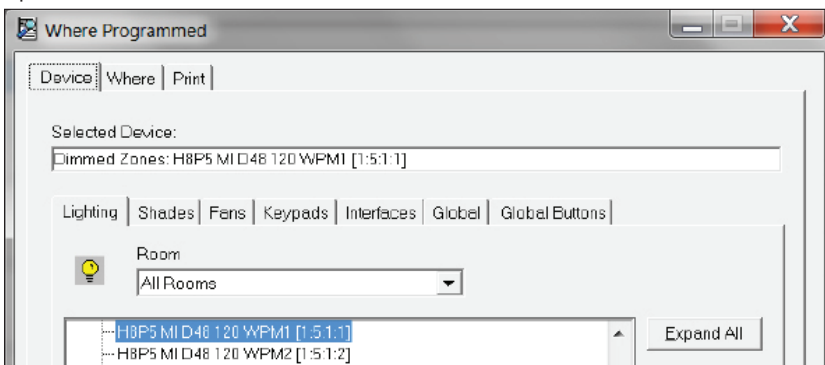 Where Programmed
X
Device Where Print
Selected Device:
Dimmed Zones: H8P5 MI D48 120 WPM1 [1:5:1:1]
Lighting Shades Fans Keypads Interfaces Global Global Buttons
Room
All Rooms
H8P5 MI D48 120 WPM1 [1:5:1:1]
Expand All
H8P5 MI D48 120 WPM2 [1:5:1:2]